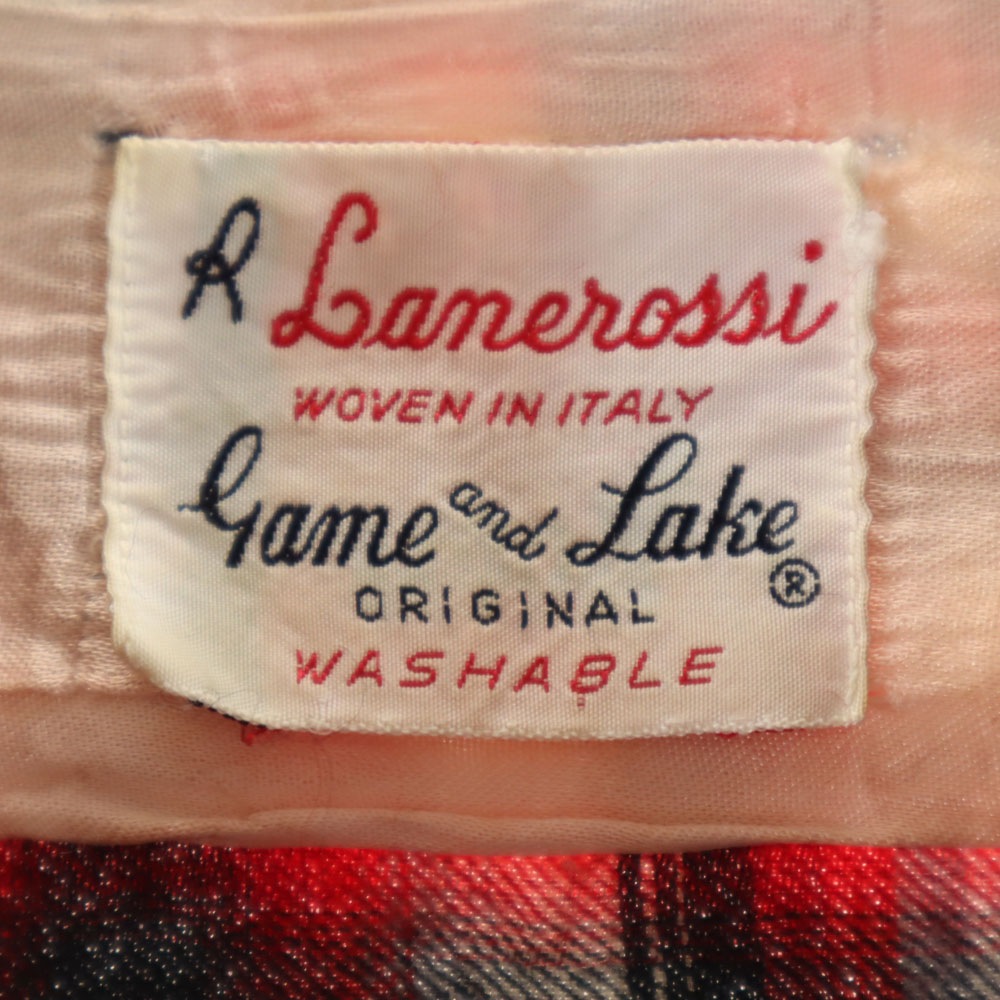 A Lanerossi
WOVEN IN ITALY
Game and Lake ®
ORIGINAL
WASHABLE